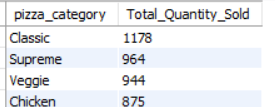 pizza_category Total_Quantity_Sold
Classic 1178
Supreme 964
Veggie 944
Chicken 875